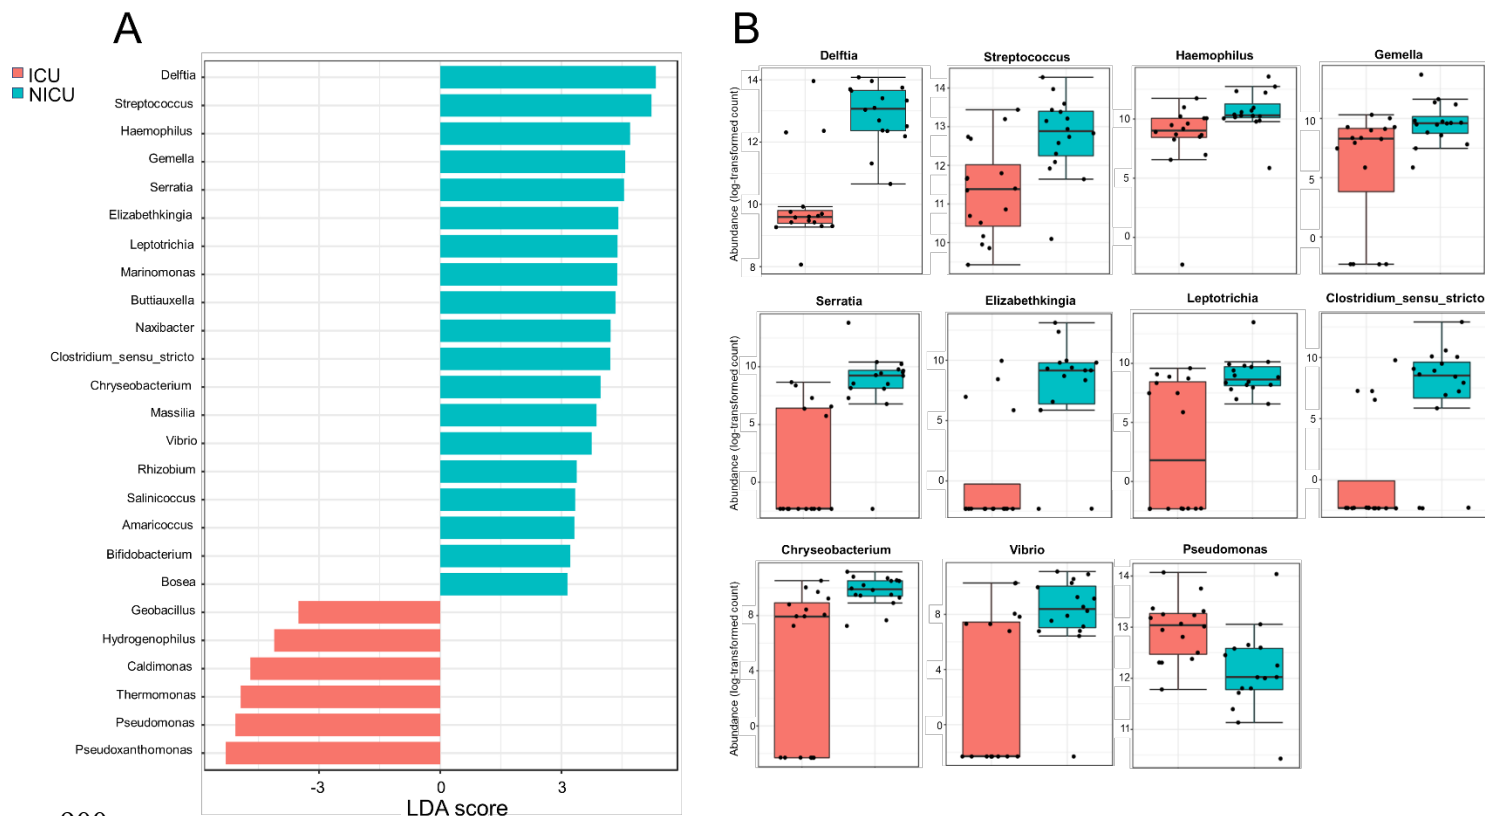 A
ICU
NICU
Delftia
Streptococcus
Haemophilus
Gemella
Serratia
Elizabethkingia
Leptotrichia
Marinomonas
Buttiauxella
Naxibacter
Clostridium_sensu_stricto
Chryseobacterium
Massilia
Vibrio
Rhizobium
Salinicoccus
Amaricoccus
Bifidobacterium
Bosea
Geobacillus
Hydrogenophilus
Caldimonas
Thermomonas
Pseudomonas
Pseudoxanthomonas
-3 0 3
LDA score
B
Delftia Streptococcus Haemophilus Gemella
Abundance (log-transformed count)
14
12
10
8
14
13
12
11
10
10
5
0
10
5
0
Serratia Elizabethkingia Leptotrichia Clostridium_sensu_stricto
Abundance (log-transformed count)
10
5
0
10
5
0
10
5
0
10
5
0
Chryseobacterium Vibrio Pseudomonas
Abundance (log-transformed count)
8
4
0
8
4
0
14
13
12
11